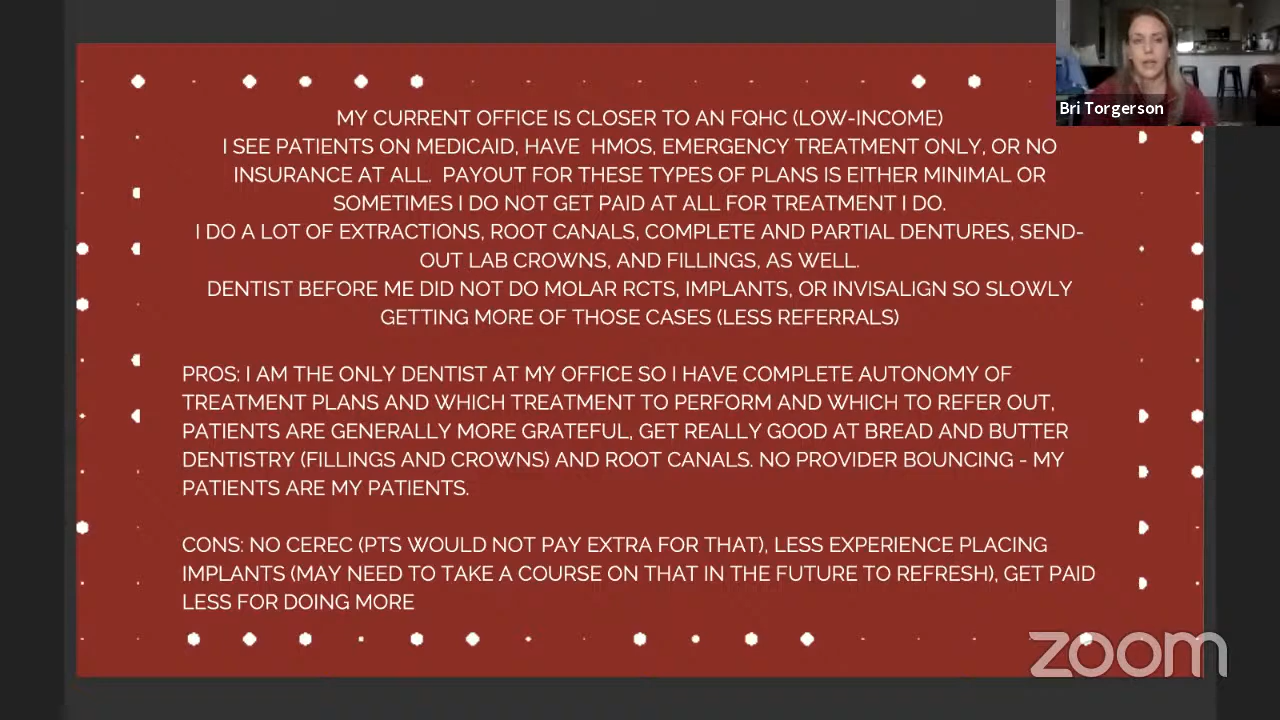 Bri Torgerson
MY CURRENT OFFICE IS CLOSER TO AN FQHC (LOW-INCOME)
I SEE PATIENTS ON MEDICAID, HAVE  HMOS, EMERGENCY TREATMENT ONLY, OR NO
INSURANCE AT ALL.  PAYOUT FOR THESE TYPES OF PLANS IS EITHER MINIMAL OR
SOMETIMES I DO NOT GET PAID AT ALL FOR TREATMENT I DO.
I DO A LOT OF EXTRACTIONS, ROOT CANALS, COMPLETE AND PARTIAL DENTURES, SEND-
OUT LAB CROWNS, AND FILLINGS, AS WELL.
DENTIST BEFORE ME DID NOT DO MOLAR RCTS, IMPLANTS, OR INVISALIGN SO SLOWLY
GETTING MORE OF THOSE CASES (LESS REFERRALS)
PROS: I AM THE ONLY DENTIST AT MY OFFICE SO I HAVE COMPLETE AUTONOMY OF
TREATMENT PLANS AND WHICH TREATMENT TO PERFORM AND WHICH TO REFER OUT,
PATIENTS ARE GENERALLY MORE GRATEFUL, GET REALLY GOOD AT BREAD AND BUTTER
DENTISTRY (FILLINGS AND CROWNS) AND ROOT CANALS. NO PROVIDER BOUNCING - MY
PATIENTS ARE MY PATIENTS.
CONS: NO CEREC (PTS WOULD NOT PAY EXTRA FOR THAT), LESS EXPERIENCE PLACING
IMPLANTS (MAY NEED TO TAKE A COURSE ON THAT IN THE FUTURE TO REFRESH), GET PAID
LESS FOR DOING MORE
zoom